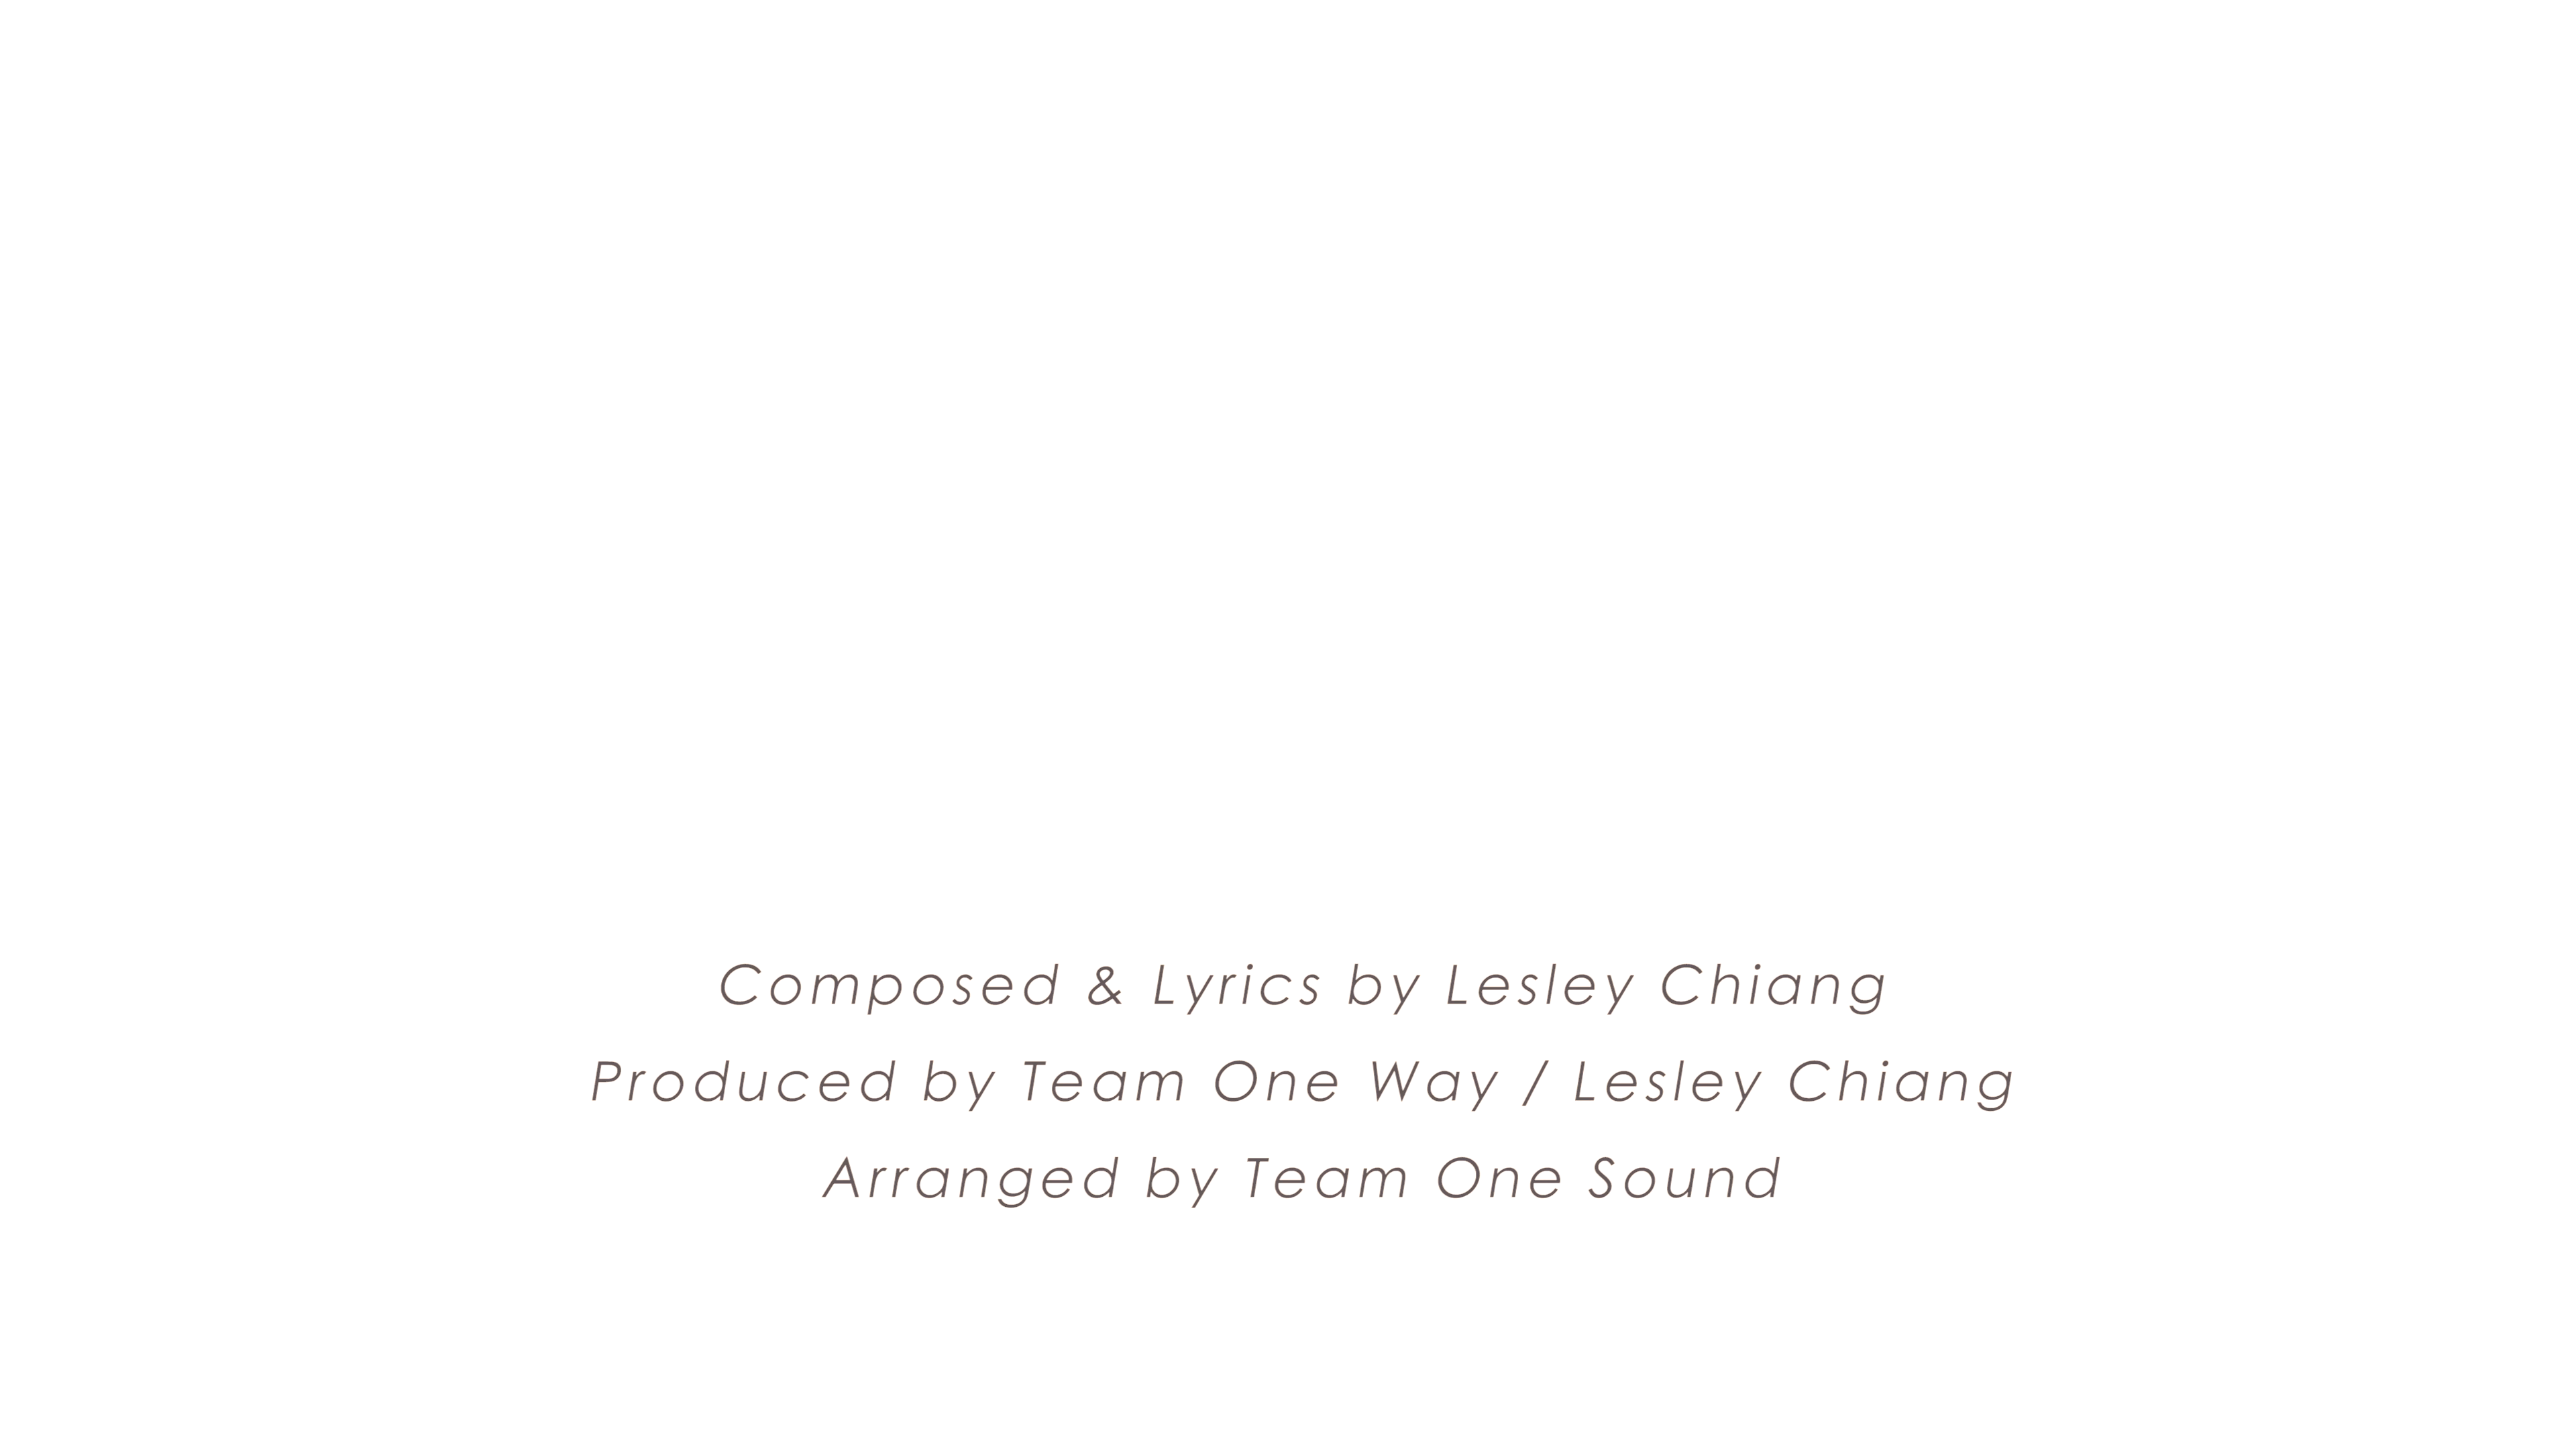 Composed & Lyrics by Lesley Chiang
Produced by Team One Way / Lesley Chiang
Arranged by Team One Sound